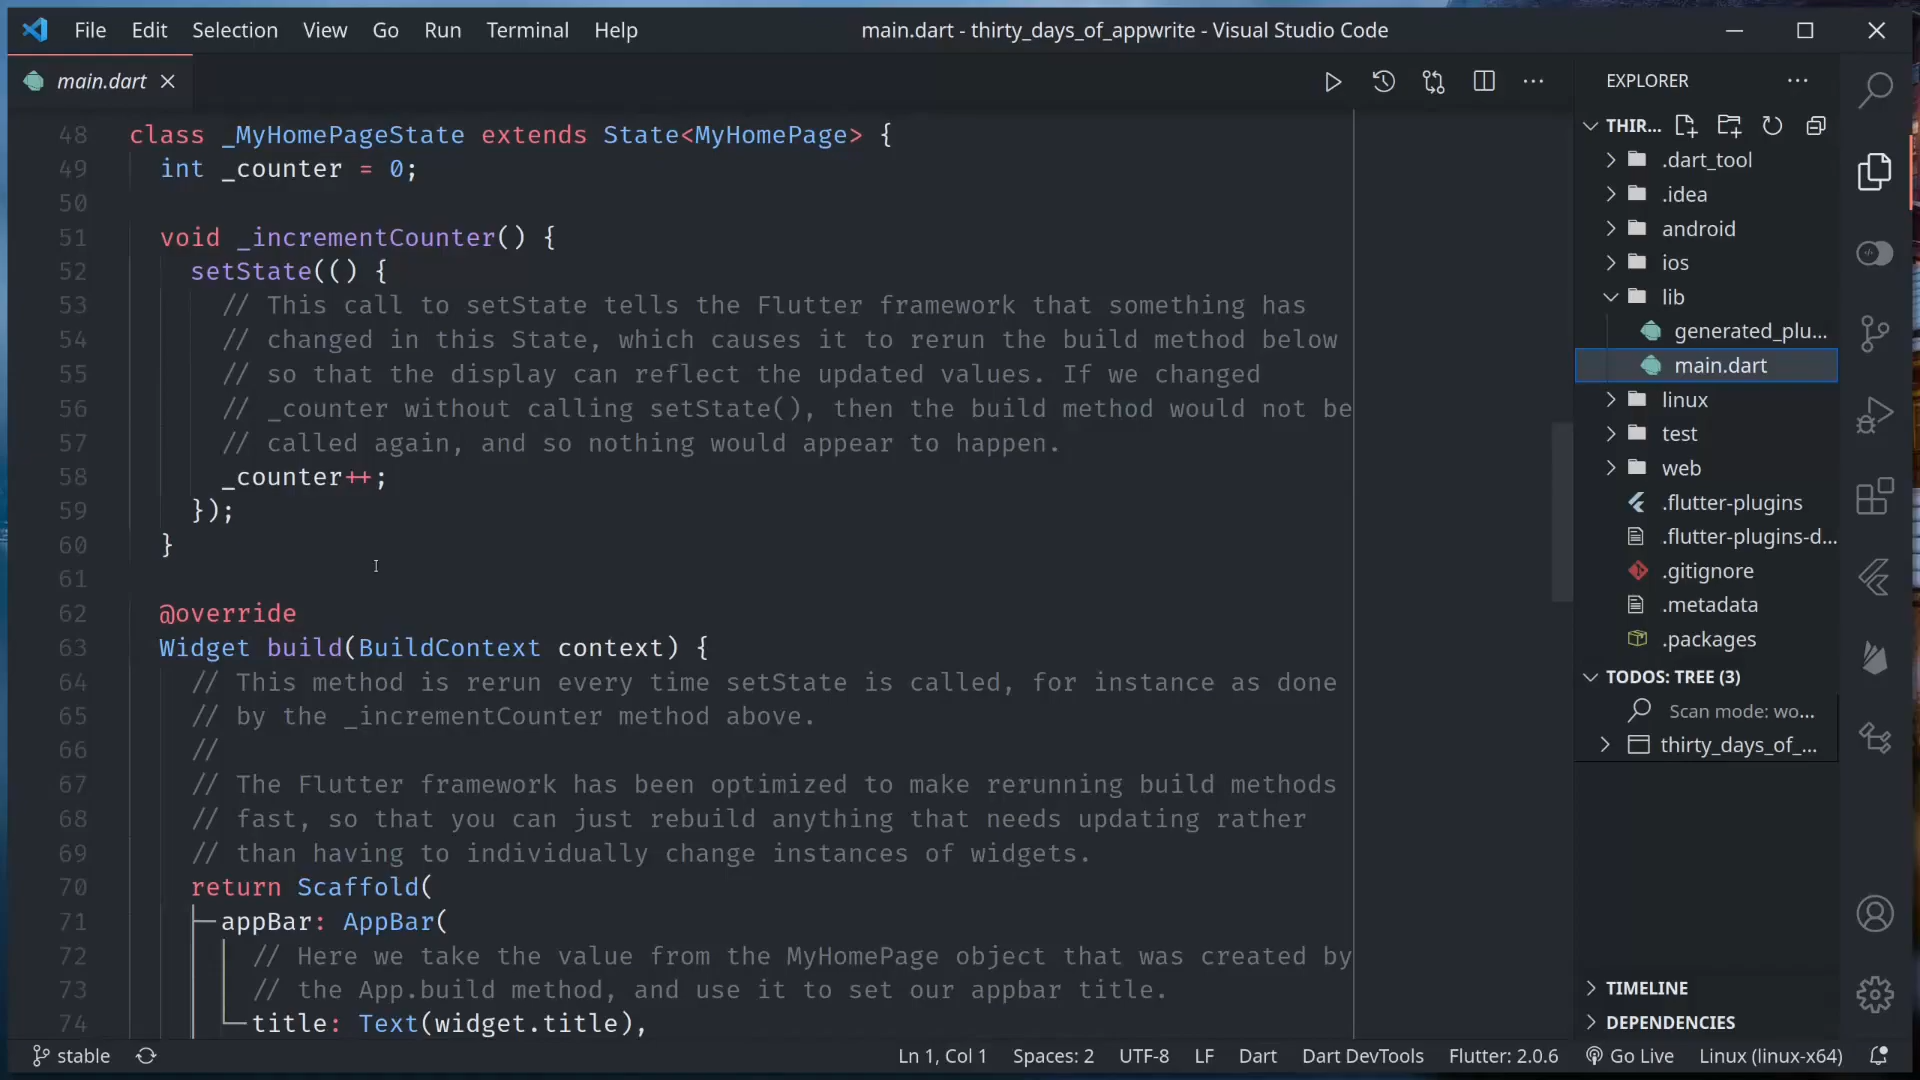 File Edit Selection View Go Run Terminal Help main.dart - thirty_days_of_appwrite - Visual Studio Code
main.dart
48 class _MyHomePageState extends State<MyHomePage> {
49 int _counter = 0;
50
51 void _incrementCounter() {
52 setState(() {
53 // This call to setState tells the Flutter framework that something has
54 // changed in this State, which causes it to rerun the build method below
55 // so that the display can reflect the updated values. If we changed
56 // _counter without calling setState(), then the build method would not be
57 // called again, and so nothing would appear to happen.
58 _counter++;
59 });
60 }
61
62 @override
63 Widget build(BuildContext context) {
64 // This method is rerun every time setState is called, for instance as done
65 // by the _incrementCounter method above.
66 //
67 // The Flutter framework has been optimized to make rerunning build methods
68 // fast, so that you can just rebuild anything that needs updating rather
69 // than having to individually change instances of widgets.
70 return Scaffold(
71 appBar: AppBar(
72 // Here we take the value from the MyHomePage object that was created by
73 // the App.build method, and use it to set our appbar title.
74 title: Text(widget.title),
EXPLORER
THIR...
.dart_tool
.idea
android
ios
lib
generated_plu...
main.dart
linux
test
web
.flutter-plugins
.flutter-plugins-d...
.gitignore
.metadata
.packages
TODOS: TREE (3)
Scan mode: wo...
thirty_days_of_...
TIMELINE
DEPENDENCIES
stable Ln 1, Col 1 Spaces: 2 UTF-8 LF Dart Dart DevTools Flutter: 2.0.6 Go Live Linux (linux-x64)